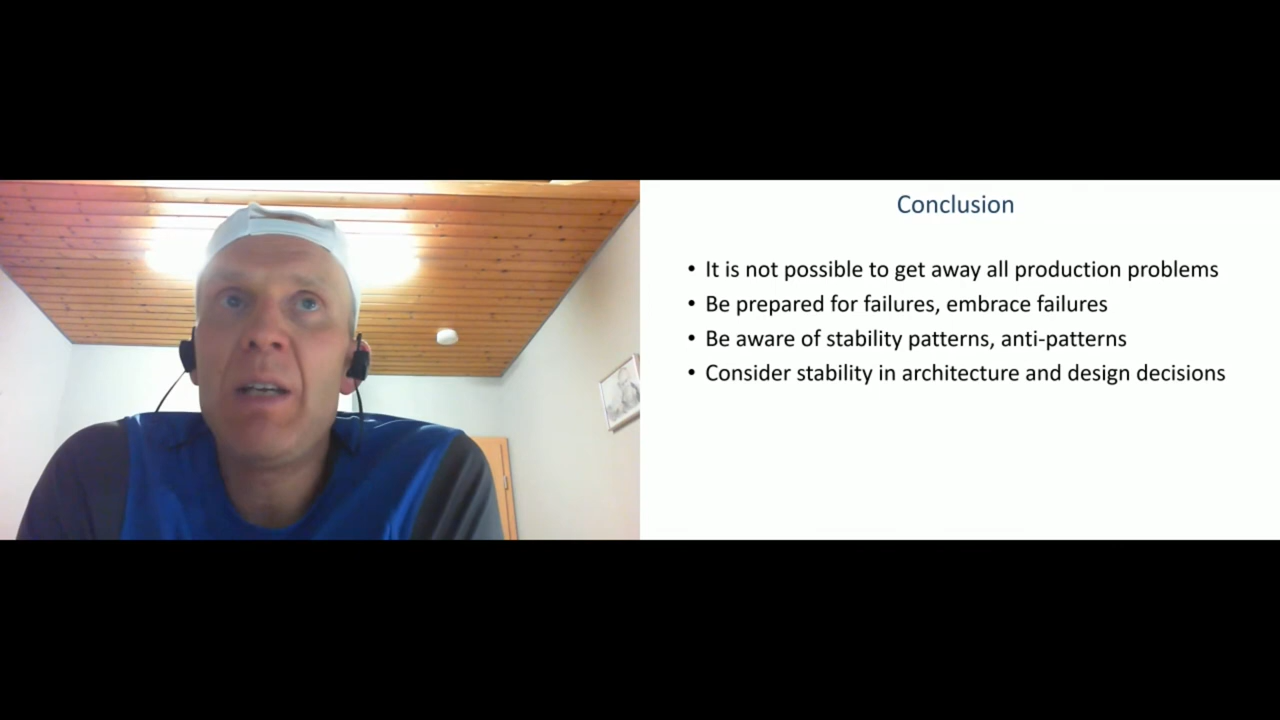 Conclusion
• It is not possible to get away all production problems
• Be prepared for failures, embrace failures
• Be aware of stability patterns, anti-patterns
• Consider stability in architecture and design decisions